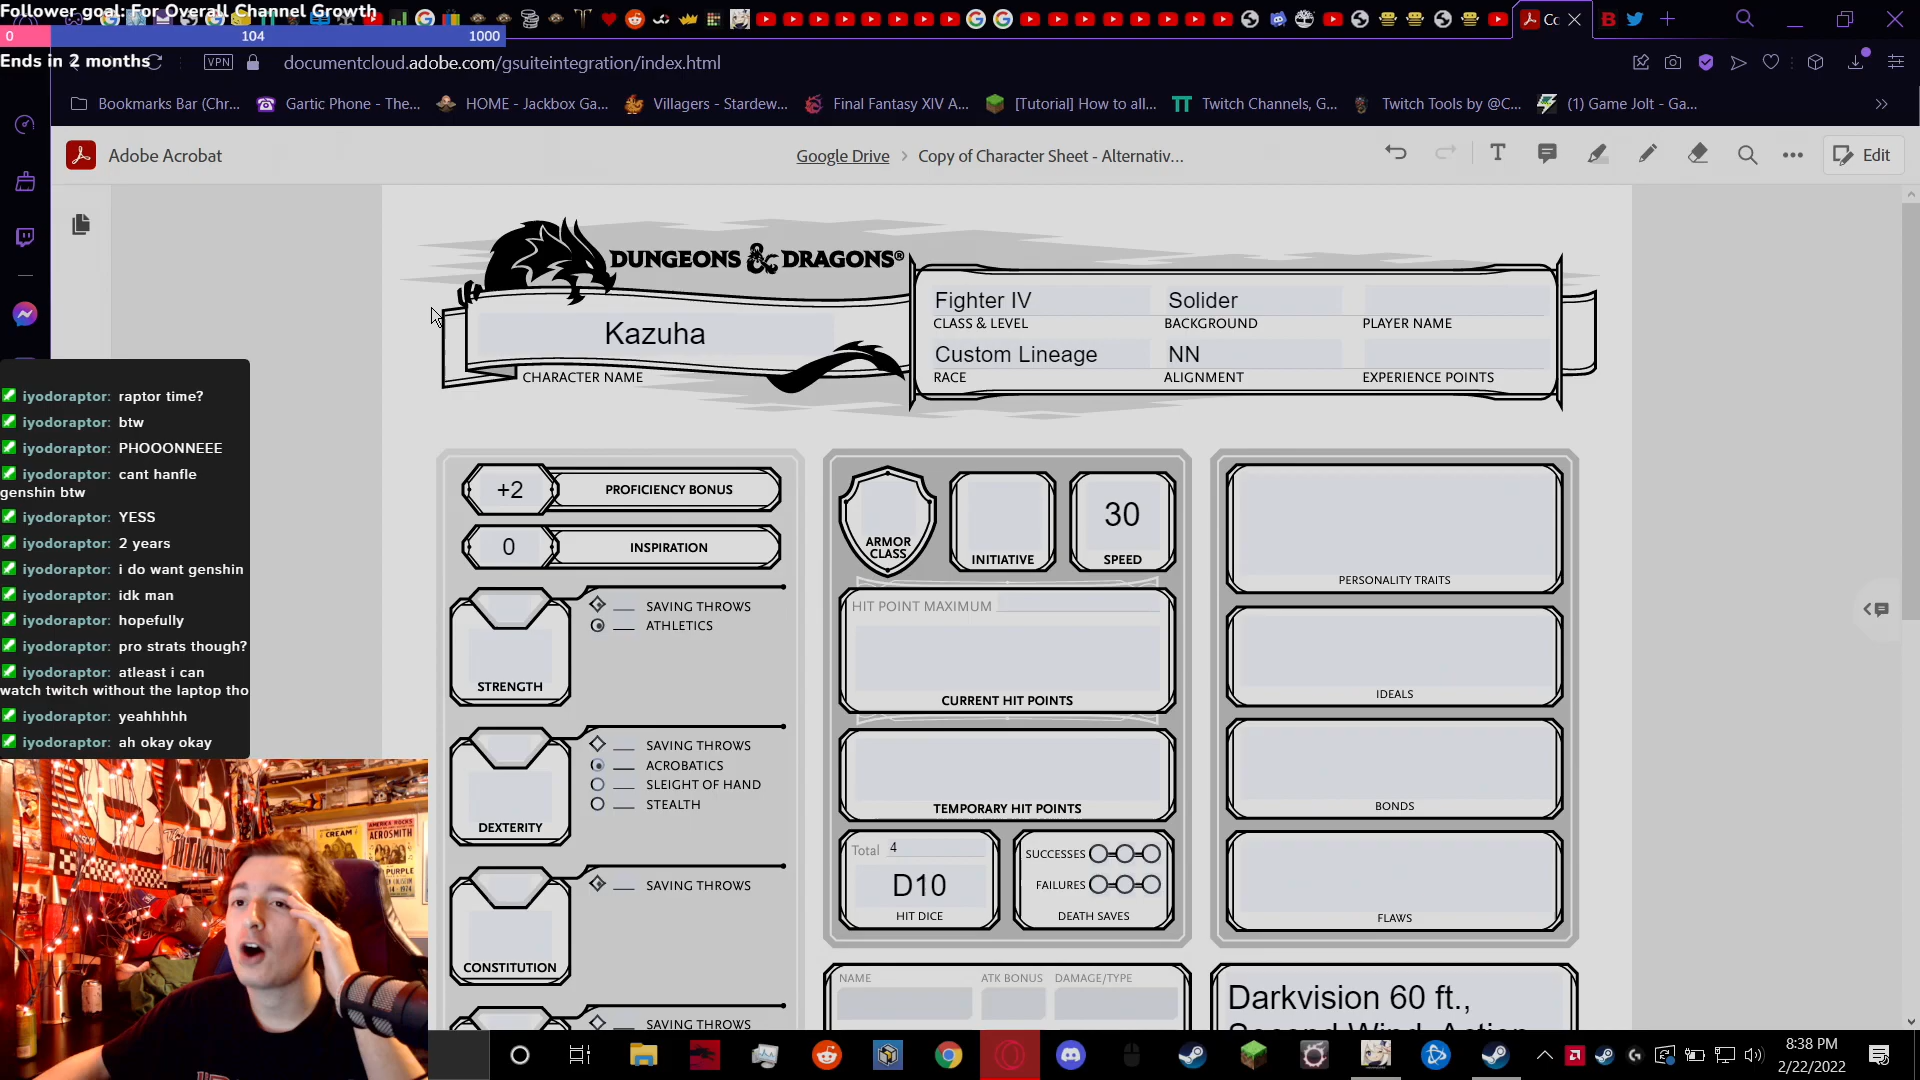 Follower goal: For Overall Channel Growth
0 104 1000
Ends in 2 months
VPN documentcloud.adobe.com/gsuiteintegration/index.html
Bookmarks Bar (Chr... Gartic Phone - The... HOME - Jackbox Ga... Villagers - Stardew... Final Fantasy XIV A... [Tutorial] How to all... Twitch Channels, G... Twitch Tools by @C... (1) Game Jolt - Ga...
Adobe Acrobat Google Drive > Copy of Character Sheet - Alternativ... Edit
DUNGEONS & DRAGONS®
Kazuha
CHARACTER NAME
Fighter IV Solider
CLASS & LEVEL BACKGROUND PLAYER NAME
Custom Lineage NN
RACE ALIGNMENT EXPERIENCE POINTS
iyodoraptor: raptor time?
iyodoraptor: btw
iyodoraptor: PHOOONNEEE
iyodoraptor: cant hanfle
genshin btw
iyodoraptor: YESS
iyodoraptor: 2 years
iyodoraptor: i do want genshin
iyodoraptor: idk man
iyodoraptor: hopefully
iyodoraptor: pro strats though?
iyodoraptor: atleast i can
watch twitch without the laptop tho
iyodoraptor: yeahhhhh
iyodoraptor: ah okay okay
+2 PROFICIENCY BONUS
0 INSPIRATION
SAVING THROWS
ATHLETICS
STRENGTH
SAVING THROWS
ACROBATICS
SLEIGHT OF HAND
STEALTH
DEXTERITY
SAVING THROWS
CONSTITUTION
SAVING THROWS
ARMOR
CLASS
INITIATIVE
30
SPEED
HIT POINT MAXIMUM
CURRENT HIT POINTS
TEMPORARY HIT POINTS
Total 4
D10
HIT DICE
SUCCESSES
FAILURES
DEATH SAVES
NAME ATK BONUS DAMAGE/TYPE
PERSONALITY TRAITS
IDEALS
BONDS
FLAWS
Darkvision 60 ft.,
Second Wind, Action
CREAM
AMERICA ROCKS
AEROSMITH
PURPLE
8:38 PM
2/22/2022